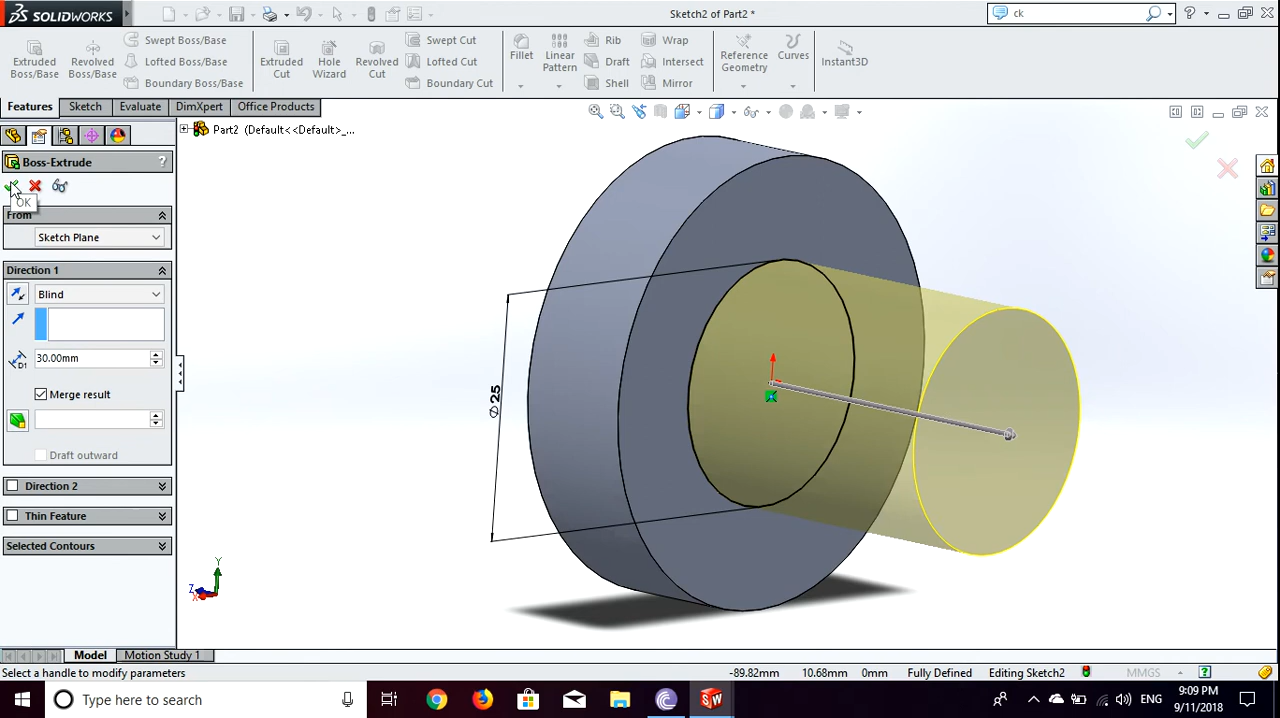 SOLIDWORKS
Sketch2 of Part2 *
ck
Extruded Boss/Base
Revolved Boss/Base
Swept Boss/Base
Lofted Boss/Base
Boundary Boss/Base
Extruded Cut
Hole Wizard
Revolved Cut
Swept Cut
Lofted Cut
Boundary Cut
Fillet
Linear Pattern
Rib
Draft
Shell
Wrap
Intersect
Mirror
Reference Geometry
Curves
Instant3D
Features
Sketch
Evaluate
DimXpert
Office Products
Part2 (Default<<Default>_...
Boss-Extrude
?
OK
From
Sketch Plane
Direction 1
Blind
D1
30.00mm
Merge result
Draft outward
Direction 2
Thin Feature
Selected Contours
∅25
Y
Z
X
Model
Motion Study 1
Select a handle to modify parameters
-89.82mm
10.68mm
0mm
Fully Defined
Editing Sketch2
MMGS
?
Type here to search
SW
ENG
9:09 PM
9/11/2018